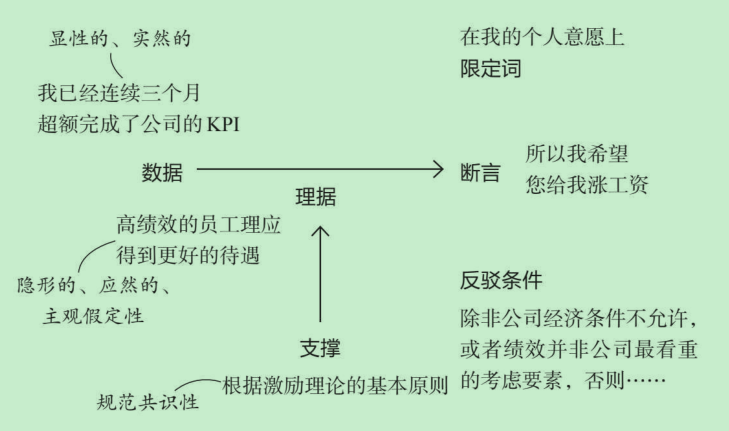 显性的、实然的
我已经连续三个月
超额完成了公司的KPI
在我的个人意愿上
限定词
数据
理据
断言
所以我希望
您给我涨工资
高绩效的员工理应
得到更好的待遇
隐形的、应然的、
主观假定性
支撑
根据激励理论的基本原则
规范共识性
反驳条件
除非公司经济条件不允许，
或者绩效并非公司最看重
的考虑要素，否则……